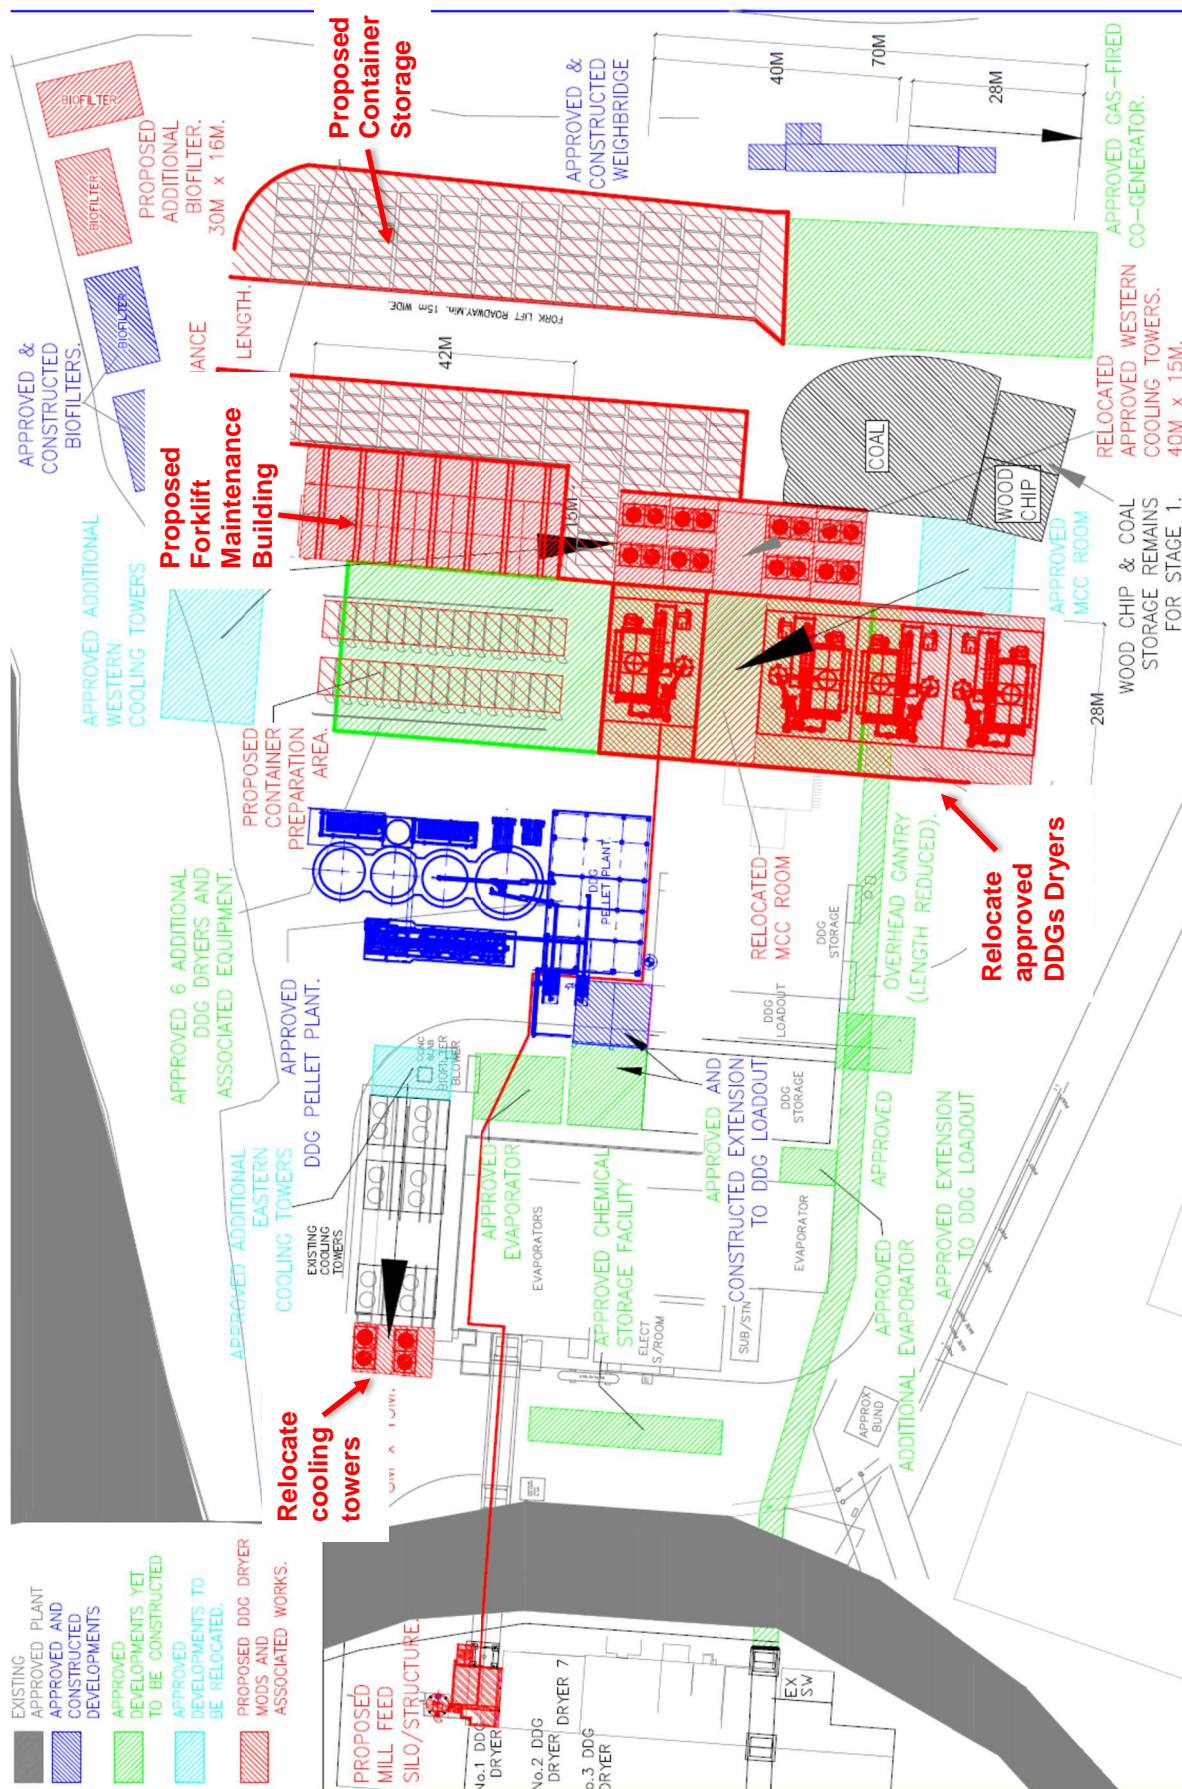 BIOFILTER
BIOFILTER
BIOFILTER
PROPOSED
ADDITIONAL
BIOFILTER.
30M x 16M.
APPROVED &
CONSTRUCTED
BIOFILTERS.
Proposed
Container
Storage
APPROVED &
CONSTRUCTED
WEIGHBRIDGE
40M
70M
28M
APPROVED GAS-FIRED
CO-GENERATOR.
FORK LIFT ROADWAY.Min. 15m WIDE.
ANCE
LENGTH.
42M
Proposed
Forklift
Maintenance
Building
15M
COAL
WOOD
CHIP
RELOCATED
APPROVED WESTERN
COOLING TOWERS.
40M x 15M.
WOOD CHIP & COAL
STORAGE REMAINS
FOR STAGE 1.
APPROVED
MCC ROOM
28M
APPROVED ADDITIONAL
WESTERN
COOLING TOWERS
PROPOSED
CONTAINER
PREPARATION
AREA.
APPROVED 6 ADDITIONAL
DDG DRYERS AND
ASSOCIATED EQUIPMENT.
APPROVED
DDG PELLET PLANT.
DDG
PELLET PLANT.
RELOCATED
MCC ROOM
Relocate
approved
DDGs Dryers
DDG
STORAGE
DDG
LOADOUT
OVERHEAD GANTRY
(LENGTH REDUCED).
CONC
SLAB
BIOFILTER
BLOWER
APPROVED ADDITIONAL
EASTERN
COOLING TOWERS
EXISTING
COOLING
TOWERS
APPROVED
EVAPORATOR
EVAPORATORS
APPROVED CHEMICAL
STORAGE FACILITY
APPROVED AND
CONSTRUCTED EXTENSION
TO DDG LOADOUT
DDG
STORAGE
EVAPORATOR
APPROVED
APPROVED
ADDITIONAL EVAPORATOR
APPROVED EXTENSION
TO DDG LOADOUT
ELECT
S/ROOM
SUB/STN
APPROX
BUND
Relocate
cooling
towers
EXISTING
APPROVED PLANT
APPROVED AND
CONSTRUCTED
DEVELOPMENTS
APPROVED
DEVELOPMENTS YET
TO BE CONSTRUCTED
APPROVED
DEVELOPMENTS TO
BE RELOCATED.
PROPOSED DDG DRYER
MODS AND
ASSOCIATED WORKS.
PROPOSED
MILL FEED
SILO/STRUCTURE.
No.1 DDG
DRYER
No.2 DDG
DRYER
DRYER 7
o.3 DDG
DRYER
EX
SW